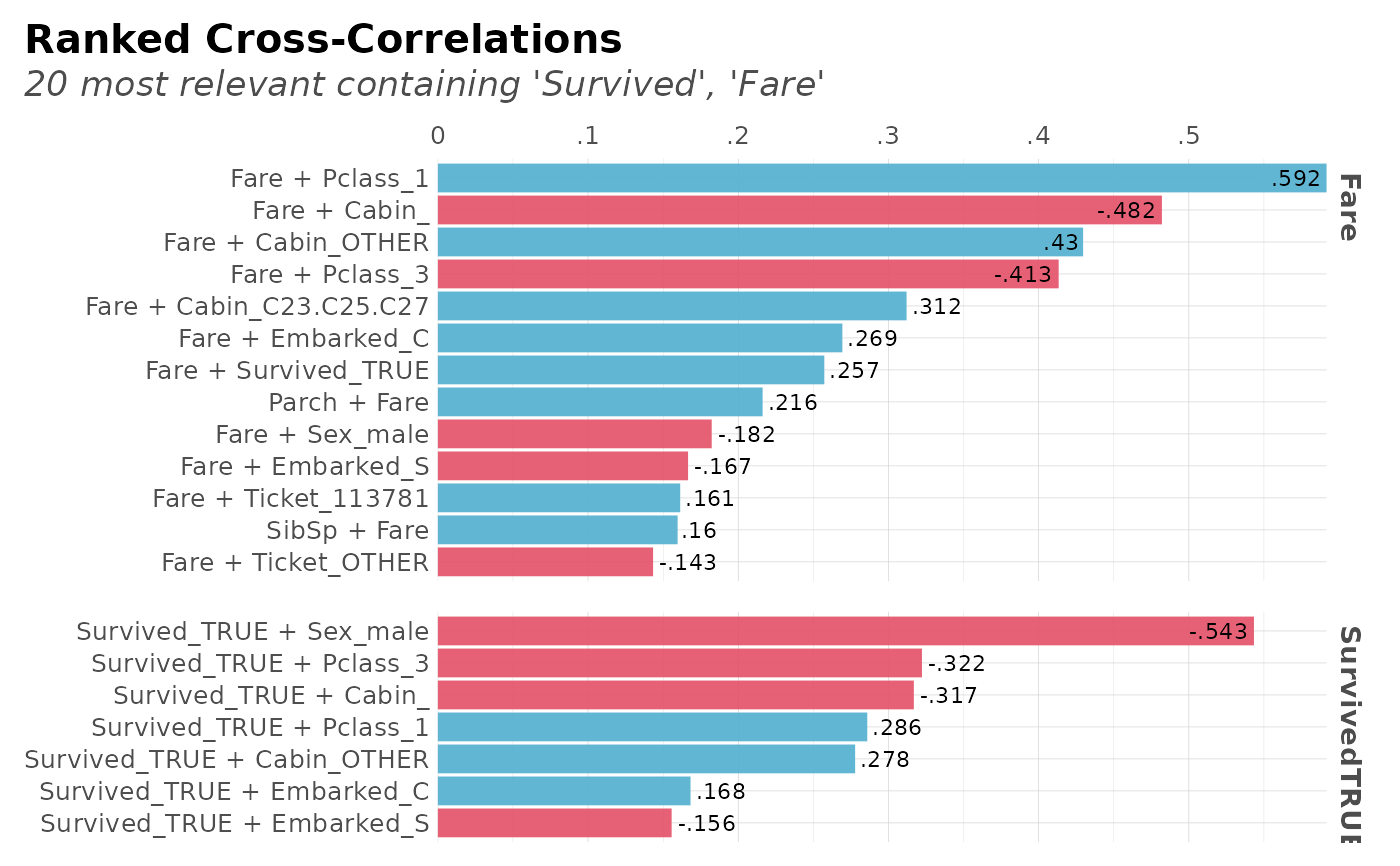 Ranked Cross-Correlations
20 most relevant containing 'Survived', 'Fare'
0 .1 .2 .3 .4 .5
Fare + Pclass_1 .592
Fare + Cabin_ -.482
Fare + Cabin_OTHER .43
Fare + Pclass_3 -.413
Fare + Cabin_C23.C25.C27 .312
Fare + Embarked_C .269
Fare + Survived_TRUE .257
Parch + Fare .216
Fare + Sex_male -.182
Fare + Embarked_S -.167
Fare + Ticket_113781 .161
SibSp + Fare .16
Fare + Ticket_OTHER -.143
Fare
Survived_TRUE + Sex_male -.543
Survived_TRUE + Pclass_3 -.322
Survived_TRUE + Cabin_ -.317
Survived_TRUE + Pclass_1 .286
Survived_TRUE + Cabin_OTHER .278
Survived_TRUE + Embarked_C .168
Survived_TRUE + Embarked_S -.156
SurvivedTRUE